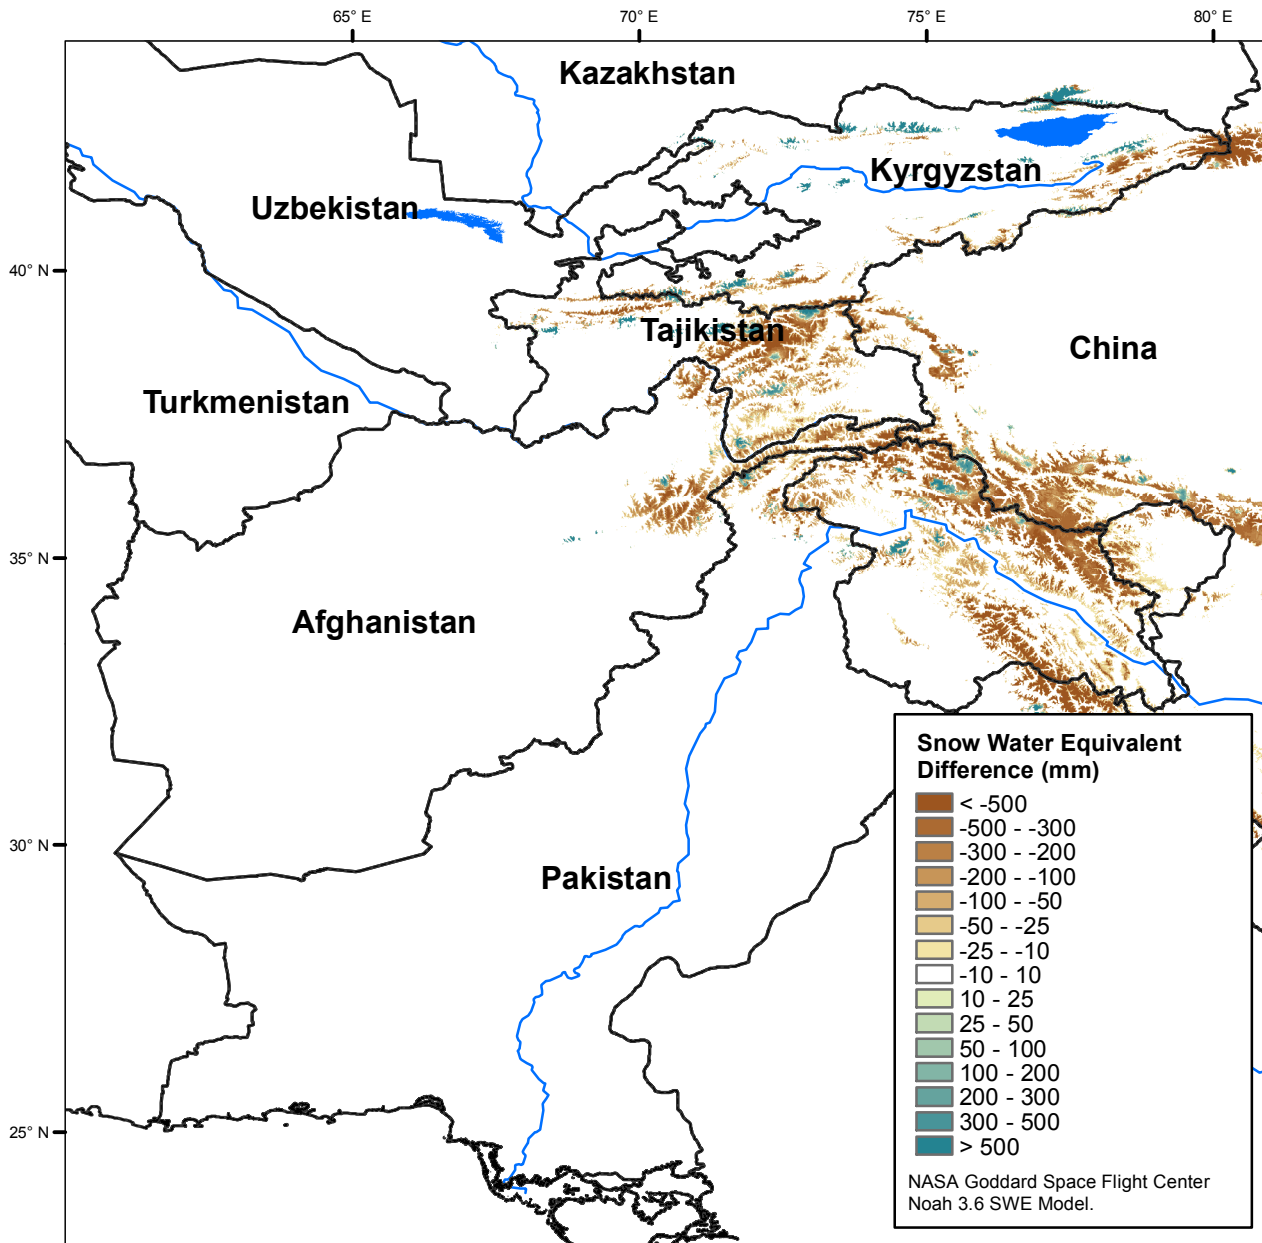 65° E
70° E
75° E
80° E
Kazakhstan
Kyrgyzstan
Uzbekistan
40° N
Tajikistan
China
Turkmenistan
35° N
Afghanistan
30° N
Pakistan
25° N
Snow Water Equivalent
Difference (mm)
< -500
-500 - -300
-300 - -200
-200 - -100
-100 - -50
-50 - -25
-25 - -10
-10 - 10
10 - 25
25 - 50
50 - 100
100 - 200
200 - 300
300 - 500
> 500
NASA Goddard Space Flight Center
Noah 3.6 SWE Model.